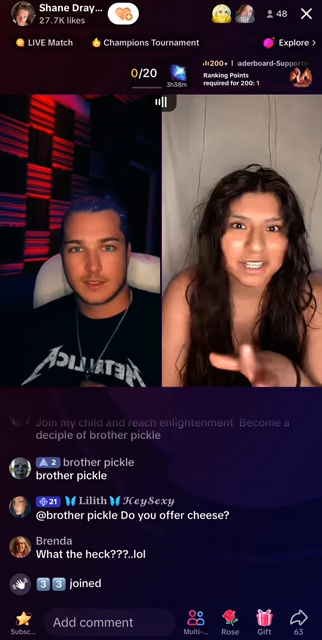 Shane Dray...
27.7K likes
48
LIVE Match
Champions Tournament
Explore >
0/20
3h38m
200+ | aderboard-Supporte
Ranking Points
required for 200: 1
METALLICA
Join my child and reach enlightenment Become a
deciple of brother pickle
A 2 brother pickle
brother pickle
21 🦋 Lilith 🦋 𝓗𝓮𝔂𝓢𝓮𝔁𝔂
@brother pickle Do you offer cheese?
Brenda
What the heck???..lol
3 3 joined
Subsc...
Add comment
Multi-...
Rose
Gift
63